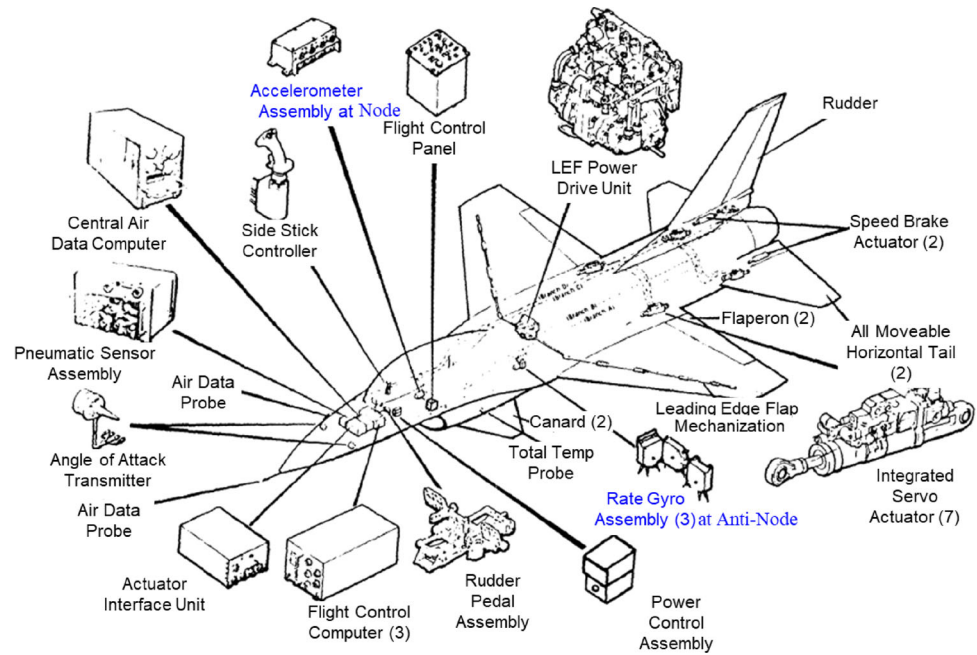 Accelerometer
Assembly at Node
Flight Control
Panel
LEF Power
Drive Unit
Rudder
Central Air
Data Computer
Side Stick
Controller
Speed Brake
Actuator (2)
(Branch D)
(Branch C)
(Branch B)
(Branch A)
Flaperon (2)
All Moveable
Horizontal Tail
(2)
Pneumatic Sensor
Assembly
Air Data
Probe
Leading Edge Flap
Mechanization
Canard (2)
Total Temp
Probe
Angle of Attack
Transmitter
Rate Gyro
Assembly (3) at Anti-Node
Integrated
Servo
Actuator (7)
Air Data
Probe
Actuator
Interface Unit
Flight Control
Computer (3)
Rudder
Pedal
Assembly
Power
Control
Assembly